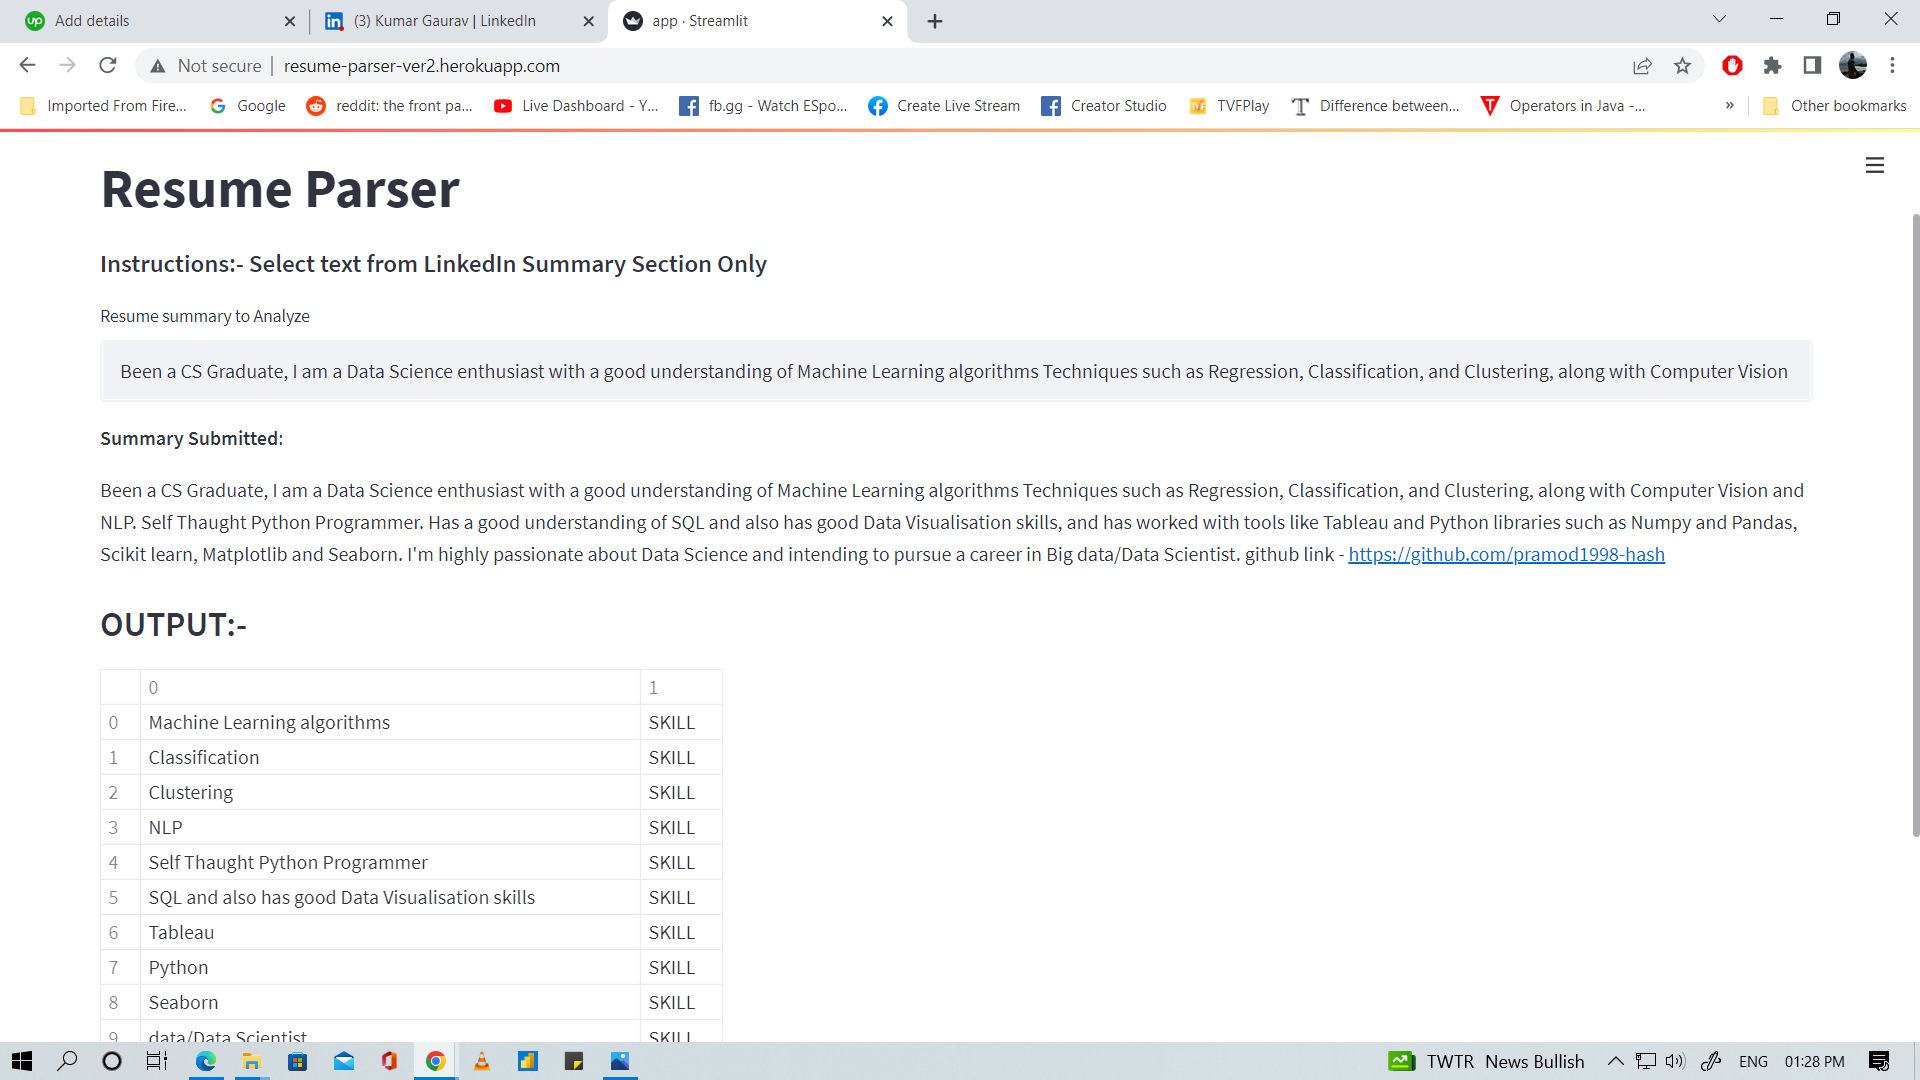 Add details
(3) Kumar Gaurav | LinkedIn
app · Streamlit
Not secure
resume-parser-ver2.herokuapp.com
Imported From Fire...
Google
reddit: the front pa...
Live Dashboard - Y...
fb.gg - Watch ESpo...
Create Live Stream
Creator Studio
TVFPlay
Difference between...
Operators in Java -...
»
Other bookmarks
Resume Parser
Instructions:- Select text from LinkedIn Summary Section Only
Resume summary to Analyze
Been a CS Graduate, I am a Data Science enthusiast with a good understanding of Machine Learning algorithms Techniques such as Regression, Classification, and Clustering, along with Computer Vision
Summary Submitted:
Been a CS Graduate, I am a Data Science enthusiast with a good understanding of Machine Learning algorithms Techniques such as Regression, Classification, and Clustering, along with Computer Vision and
NLP. Self Thaught Python Programmer. Has a good understanding of SQL and also has good Data Visualisation skills, and has worked with tools like Tableau and Python libraries such as Numpy and Pandas,
Scikit learn, Matplotlib and Seaborn. I'm highly passionate about Data Science and intending to pursue a career in Big data/Data Scientist. github link - https://github.com/pramod1998-hash
OUTPUT:-
0 1
0 Machine Learning algorithms SKILL
1 Classification SKILL
2 Clustering SKILL
3 NLP SKILL
4 Self Thaught Python Programmer SKILL
5 SQL and also has good Data Visualisation skills SKILL
6 Tableau SKILL
7 Python SKILL
8 Seaborn SKILL
9 data/Data Scientist SKILL
TWTR News Bullish
ENG
01:28 PM